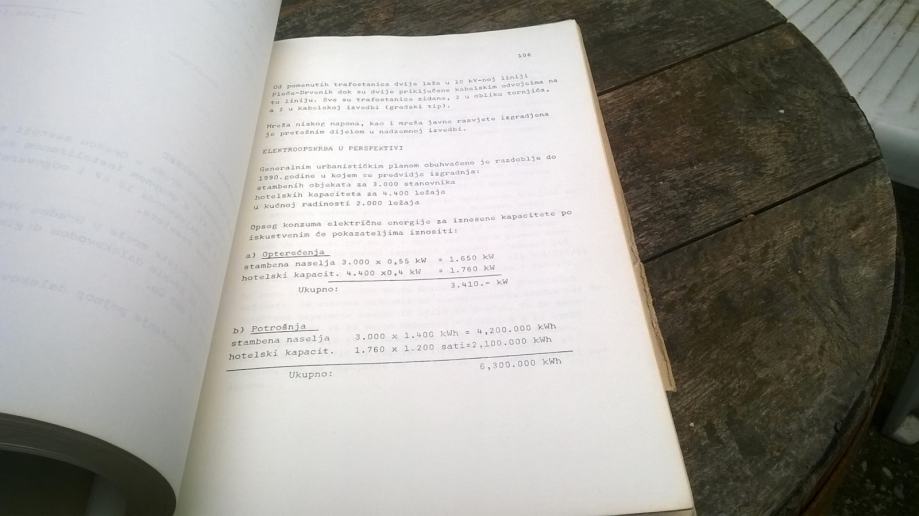 106
Od pomenutih trafostanica dvije leže u 10 kV-noj liniji
Ploče-Drvenik dok su dvije priključene kabelskim odvojcima na
tu liniju. Sve su trafostanice zidane, 2 u obliku tornjića,
a 2 u kabelskoj izvedbi (gradski tip).
Mreža niskog napona, kao i mreža javne rasvjete izgradjena
je pretežnim dijelom u nadzemnoj izvedbi.
ELEKTROOPSKRBA U PERSPEKTIVI
Generalnim urbanističkim planom obuhvaćeno je razdoblje do
1990.godine u kojem se predvidja izgradnja:
stambenih objekata za 3.000 stanovnika
hotelskih kapaciteta za 4.400 ležaja
u kućnoj radinosti 2.000 ležaja
Opseg konzuma električne energije za iznesene kapacitete po
iskustvenim će pokazateljima iznositi:
a) Opterećenja
stambena naselja 3.000 x 0,55 kW = 1.650 kW
hotelski kapacit. 4.400 x0,4 kW = 1.760 kW
Ukupno: 3.410.- kW
b) Potrošnja
stambena naselja 3.000 x 1.400 kWh = 4,200.000 kWh
hotelski kapacit. 1.760 x 1.200 sati=2,100.000 kWh
Ukupno: 6,300.000 kWh